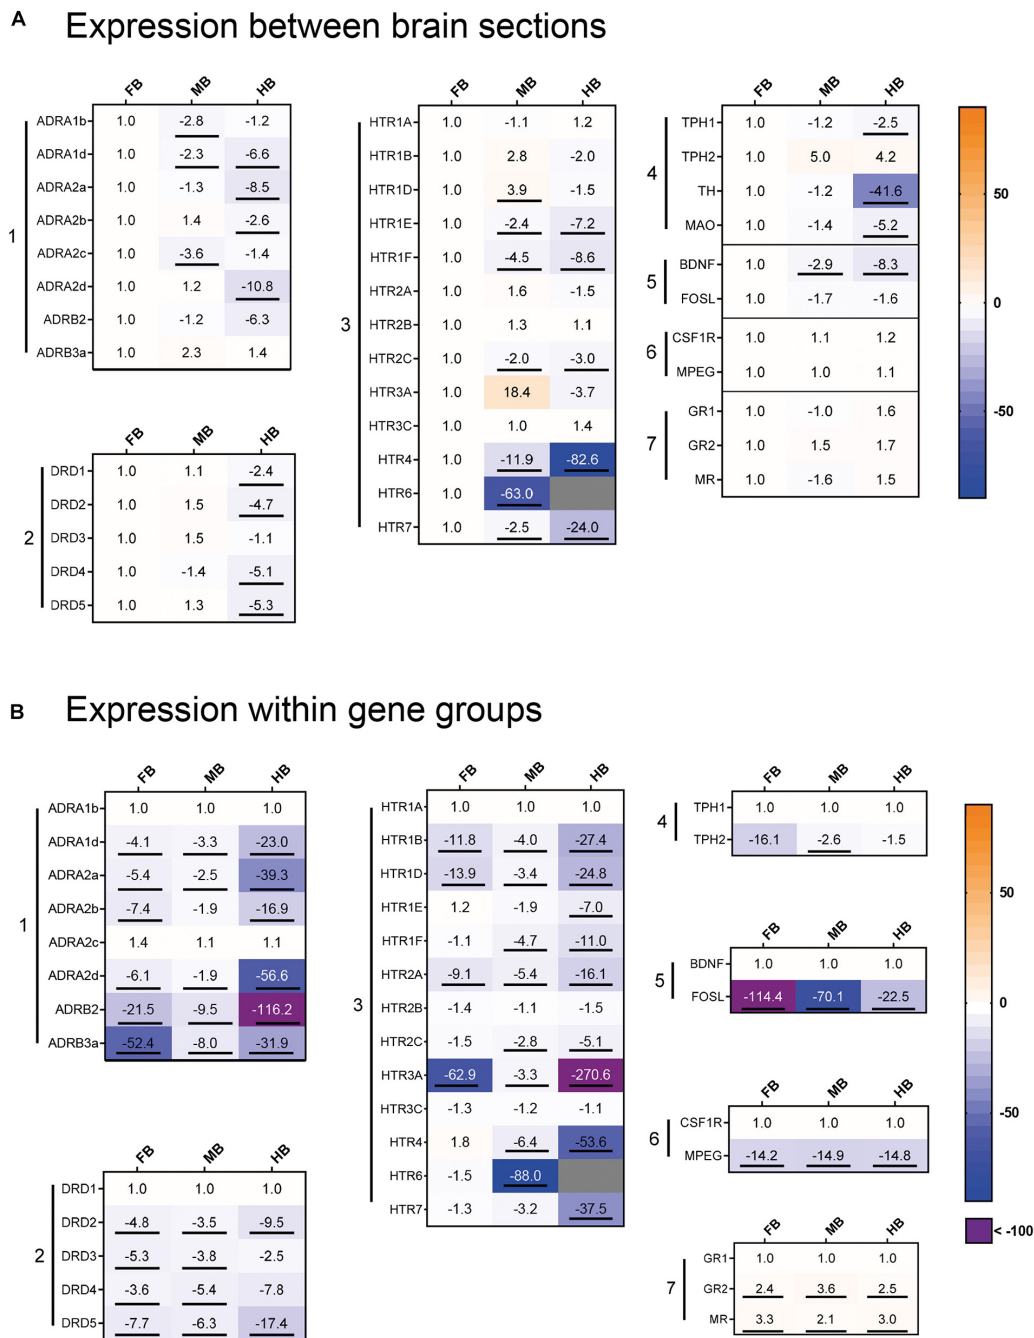 A Expression between brain sections
FB MB HB
ADRA1b 1.0 -2.8 -1.2
ADRA1d 1.0 -2.3 -6.6
ADRA2a 1.0 -1.3 -8.5
ADRA2b 1.0 1.4 -2.6
1
ADRA2c 1.0 -3.6 -1.4
ADRA2d 1.0 1.2 -10.8
ADRB2 1.0 -1.2 -6.3
ADRB3a 1.0 2.3 1.4
FB MB HB
DRD1 1.0 1.1 -2.4
DRD2 1.0 1.5 -4.7
2 DRD3 1.0 1.5 -1.1
DRD4 1.0 -1.4 -5.1
DRD5 1.0 1.3 -5.3
FB MB HB
HTR1A 1.0 -1.1 1.2
HTR1B 1.0 2.8 -2.0
HTR1D 1.0 3.9 -1.5
HTR1E 1.0 -2.4 -7.2
HTR1F 1.0 -4.5 -8.6
HTR2A 1.0 1.6 -1.5
3 HTR2B 1.0 1.3 1.1
HTR2C 1.0 -2.0 -3.0
HTR3A 1.0 18.4 -3.7
HTR3C 1.0 1.0 1.4
HTR4 1.0 -11.9 -82.6
HTR6 1.0 -63.0
HTR7 1.0 -2.5 -24.0
FB MB HB
TPH1 1.0 -1.2 -2.5
TPH2 1.0 5.0 4.2
4
TH 1.0 -1.2 -41.6
MAO 1.0 -1.4 -5.2
BDNF 1.0 -2.9 -8.3
5
FOSL 1.0 -1.7 -1.6
CSF1R 1.0 1.1 1.2
6
MPEG 1.0 1.0 1.1
GR1 1.0 -1.0 1.6
7 GR2 1.0 1.5 1.7
MR 1.0 -1.6 1.5
50
0
-50
B Expression within gene groups
FB MB HB
ADRA1b 1.0 1.0 1.0
ADRA1d -4.1 -3.3 -23.0
ADRA2a -5.4 -2.5 -39.3
ADRA2b -7.4 -1.9 -16.9
1
ADRA2c 1.4 1.1 1.1
ADRA2d -6.1 -1.9 -56.6
ADRB2 -21.5 -9.5 -116.2
ADRB3a -52.4 -8.0 -31.9
FB MB HB
DRD1 1.0 1.0 1.0
DRD2 -4.8 -3.5 -9.5
2 DRD3 -5.3 -3.8 -2.5
DRD4 -3.6 -5.4 -7.8
DRD5 -7.7 -6.3 -17.4
FB MB HB
HTR1A 1.0 1.0 1.0
HTR1B -11.8 -4.0 -27.4
HTR1D -13.9 -3.4 -24.8
HTR1E 1.2 -1.9 -7.0
HTR1F -1.1 -4.7 -11.0
HTR2A -9.1 -5.4 -16.1
3 HTR2B -1.4 -1.1 -1.5
HTR2C -1.5 -2.8 -5.1
HTR3A -62.9 -3.3 -270.6
HTR3C -1.3 -1.2 -1.1
HTR4 1.8 -6.4 -53.6
HTR6 -1.5 -88.0
HTR7 -1.3 -3.2 -37.5
FB MB HB
TPH1 1.0 1.0 1.0
4
TPH2 -16.1 -2.6 -1.5
FB MB HB
BDNF 1.0 1.0 1.0
5
FOSL -114.4 -70.1 -22.5
FB MB HB
CSF1R 1.0 1.0 1.0
6
MPEG -14.2 -14.9 -14.8
FB MB HB
GR1 1.0 1.0 1.0
7 GR2 2.4 3.6 2.5
MR 3.3 2.1 3.0
50
0
-50
< -100